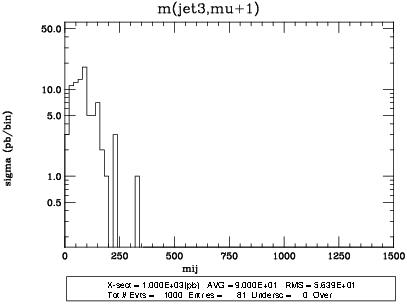 m(jet3,mu+1)
sigma (pb/bin)
50.0
10.0
5.0
1.0
0.5
0 250 500 750 1000 1250 1500
mij
X-sect = 1.000E+03(pb) AVG = 9.000E+01 RMS = 5.639E+01
Tot # Evts = 1000 Entries = 81 Undersc = 0 Over